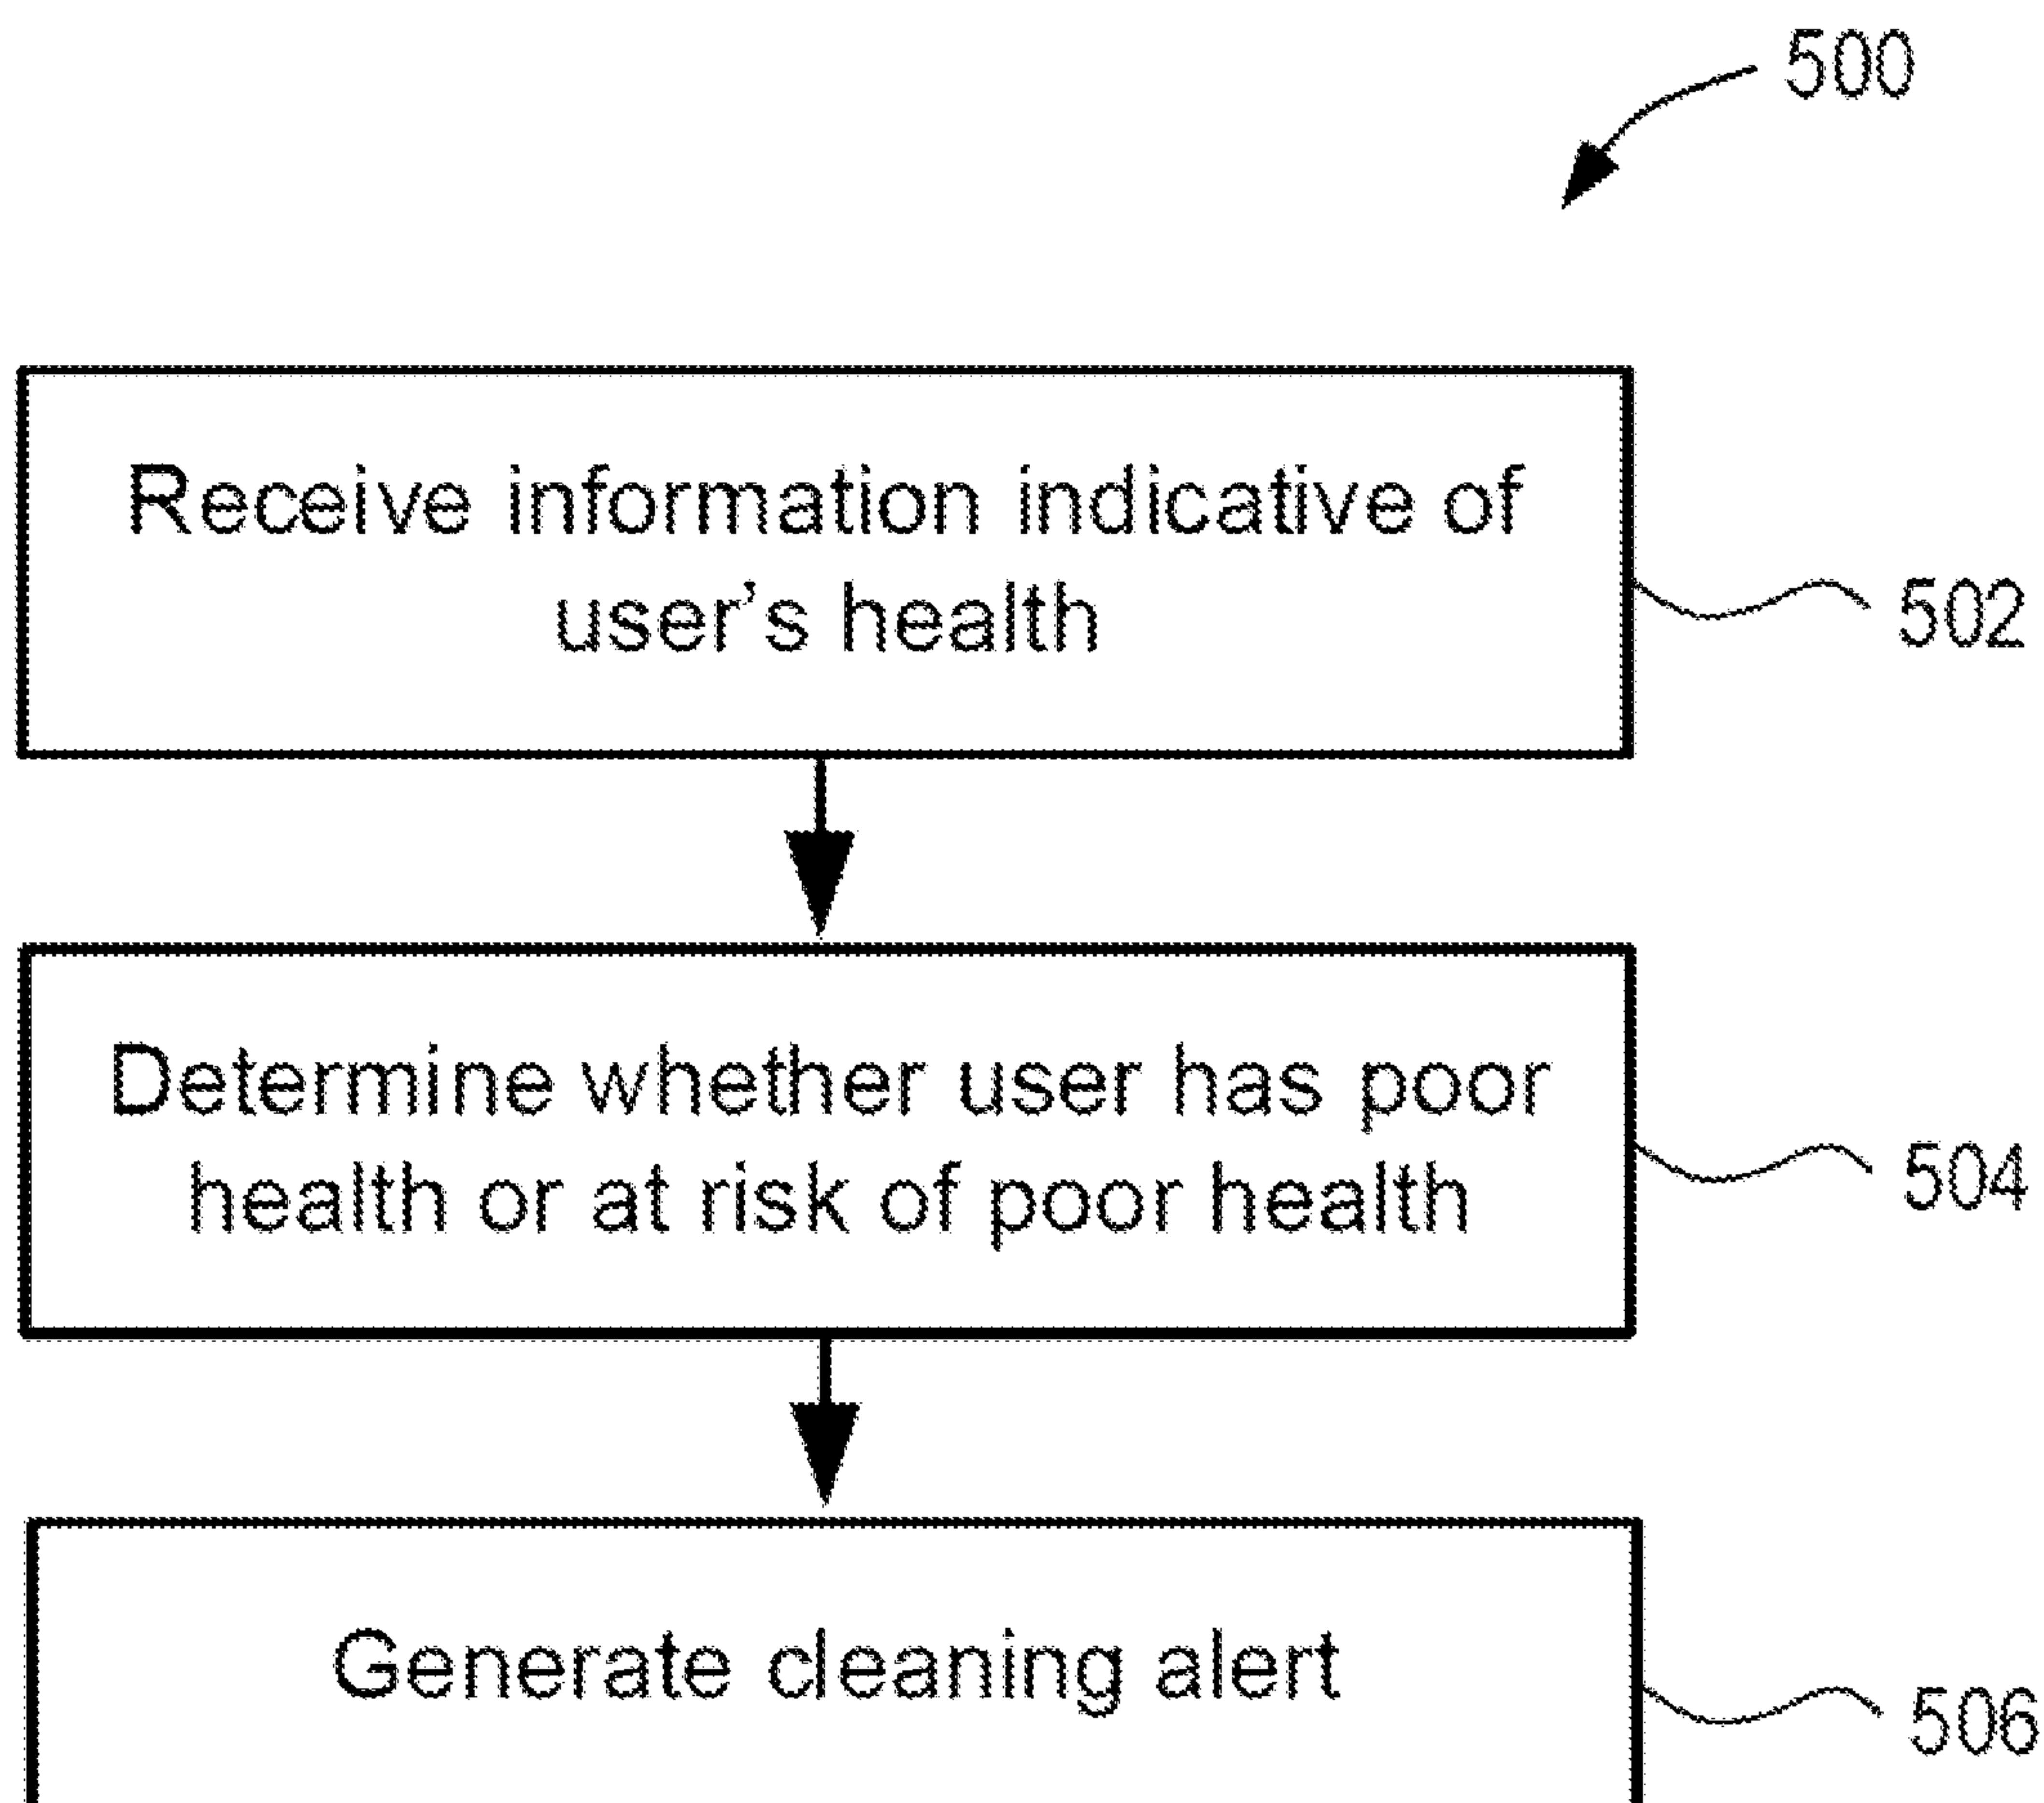 500
Receive information indicative of
user's health
502
Determine whether user has poor
health or at risk of poor health
504
Generate cleaning alert
506